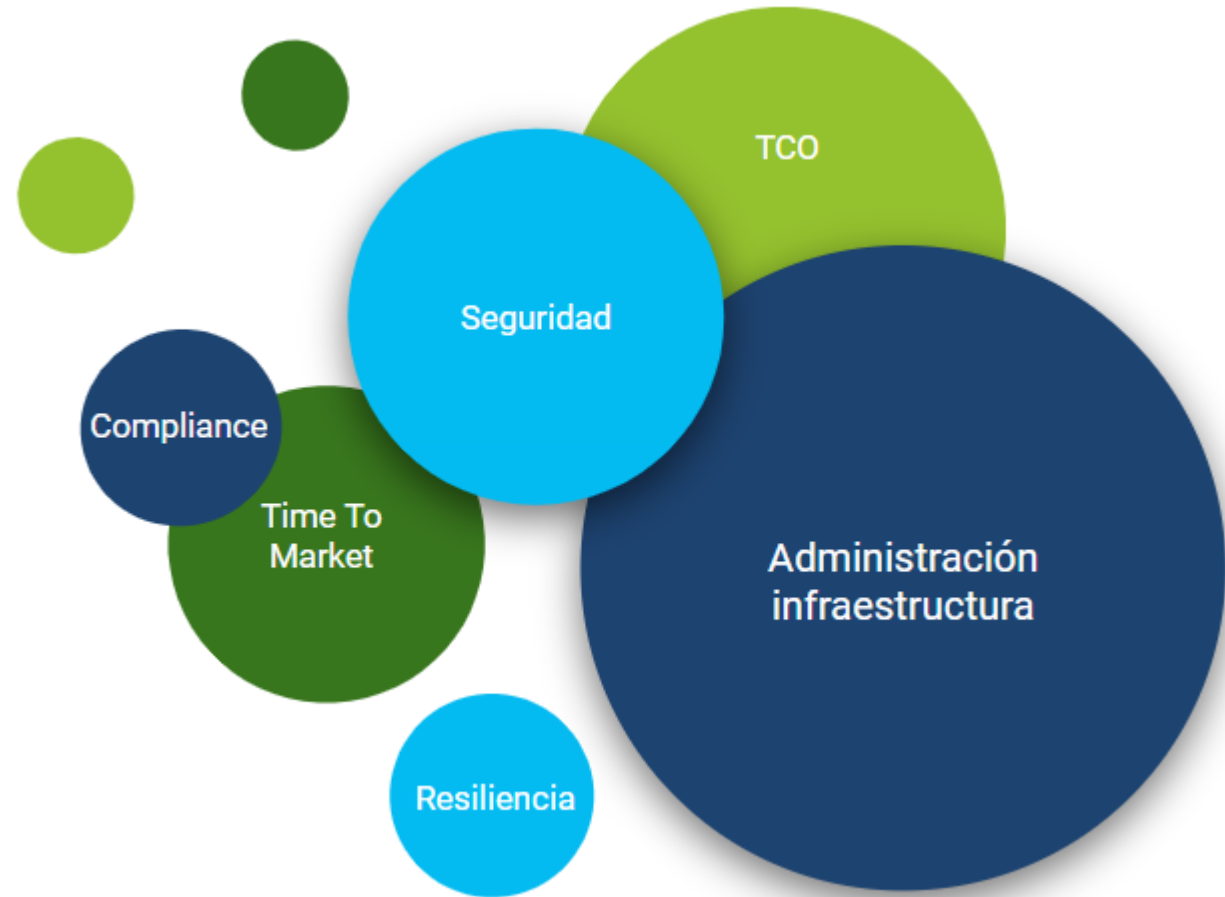 TCO
Seguridad
Compliance
Time To
Market
Administración
infraestructura
Resiliencia